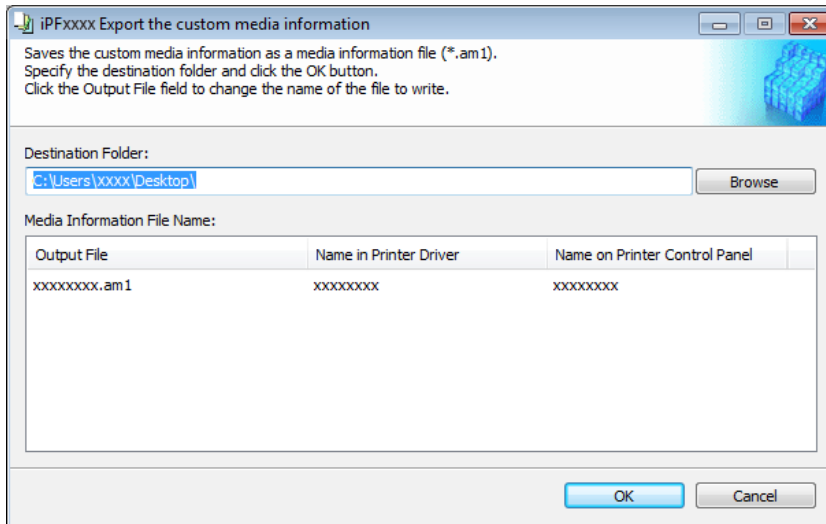 iPFxxxx Export the custom media information
Saves the custom media information as a media information file (*.am1).
Specify the destination folder and click the OK button.
Click the Output File field to change the name of the file to write.
Destination Folder:
C:\Users\xxxx\Desktop\
Browse
Media Information File Name:
Output File Name in Printer Driver Name on Printer Control Panel
xxxxxxxx.am1 xxxxxxxx xxxxxxxx
OK Cancel